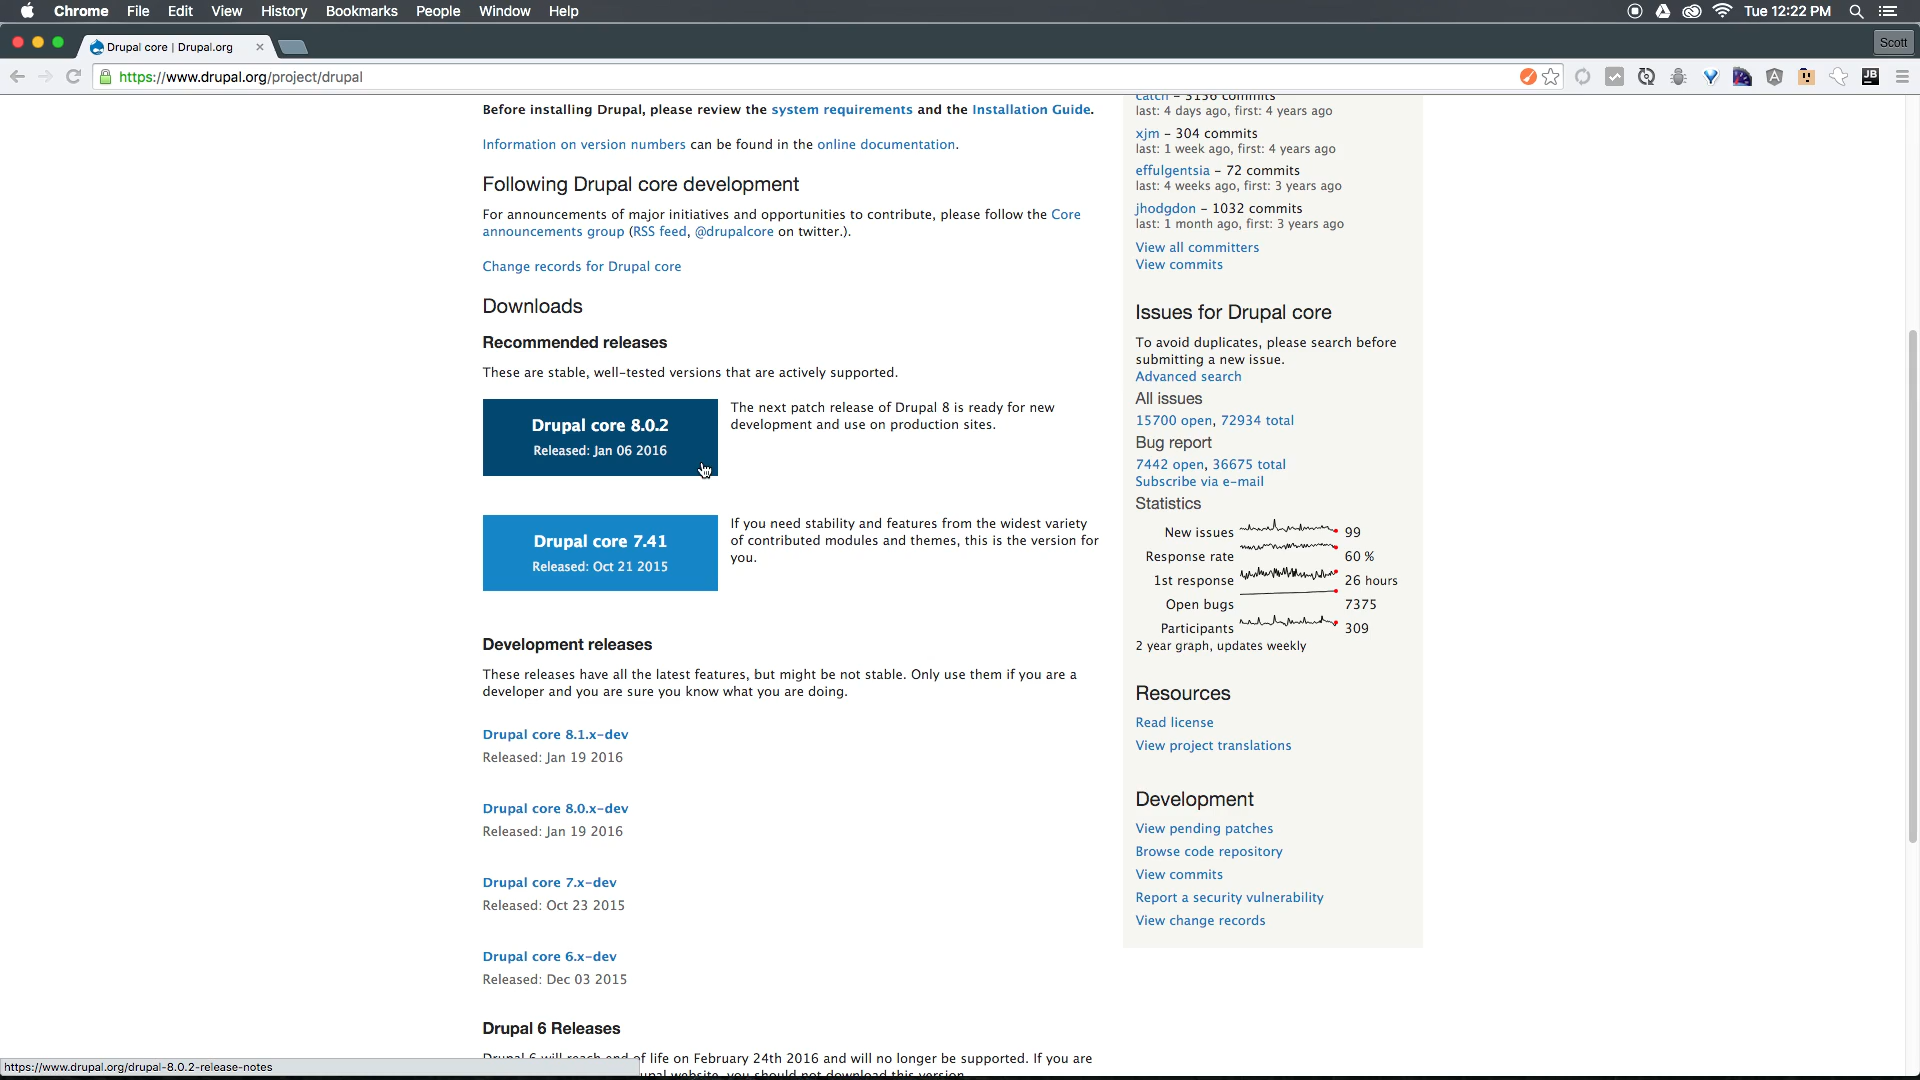 Chrome File Edit View History Bookmarks People Window Help
Tue 12:22 PM
Drupal core | Drupal.org
Scott
https://www.drupal.org/project/drupal
JB
Before installing Drupal, please review the system requirements and the Installation Guide.
Information on version numbers can be found in the online documentation.
Following Drupal core development
For announcements of major initiatives and opportunities to contribute, please follow the Core
announcements group (RSS feed, @drupalcore on twitter.).
Change records for Drupal core
Downloads
Recommended releases
These are stable, well-tested versions that are actively supported.
Drupal core 8.0.2
Released: Jan 06 2016
The next patch release of Drupal 8 is ready for new
development and use on production sites.
Drupal core 7.41
Released: Oct 21 2015
If you need stability and features from the widest variety
of contributed modules and themes, this is the version for
you.
Development releases
These releases have all the latest features, but might be not stable. Only use them if you are a
developer and you are sure you know what you are doing.
Drupal core 8.1.x-dev
Released: Jan 19 2016
Drupal core 8.0.x-dev
Released: Jan 19 2016
Drupal core 7.x-dev
Released: Oct 23 2015
Drupal core 6.x-dev
Released: Dec 03 2015
Drupal 6 Releases
Drupal 6 will reach end of life on February 24th 2016 and will no longer be supported. If you are
website, you should not download this version
https://www.drupal.org/drupal-8.0.2-release-notes
catch – 3156 commits
last: 4 days ago, first: 4 years ago
xjm – 304 commits
last: 1 week ago, first: 4 years ago
effulgentsia – 72 commits
last: 4 weeks ago, first: 3 years ago
jhodgdon – 1032 commits
last: 1 month ago, first: 3 years ago
View all committers
View commits
Issues for Drupal core
To avoid duplicates, please search before
submitting a new issue.
Advanced search
All issues
15700 open, 72934 total
Bug report
7442 open, 36675 total
Subscribe via e-mail
Statistics
New issues 99
Response rate 60 %
1st response 26 hours
Open bugs 7375
Participants 309
2 year graph, updates weekly
Resources
Read license
View project translations
Development
View pending patches
Browse code repository
View commits
Report a security vulnerability
View change records